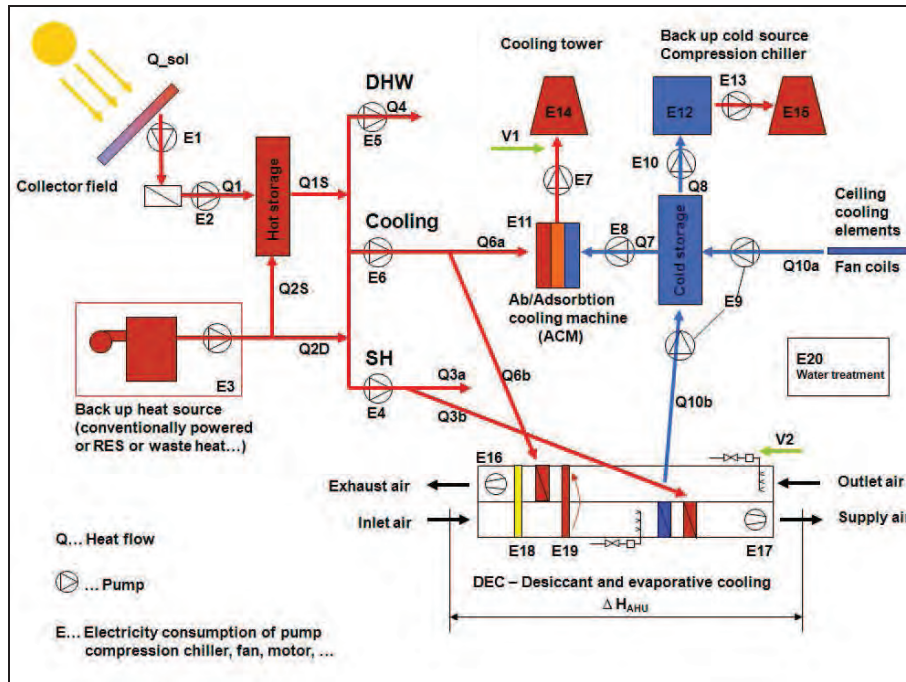 Q_sol
Collector field
E1
E2
Q1
Hot storage
Q1S
Q2S
Q2D
E3
Back up heat source
(conventionally powered
or RES or waste heat...)
DHW
Q4
E5
Cooling
E6
Q6a
Q6b
SH
Q3a
Q3b
E4
Cooling tower
E14
V1
E7
E11
E8
Q7
Ab/Adsorbtion
cooling machine
(ACM)
Back up cold source
Compression chiller
E12
E13
E15
E10
Q8
Cold storage
Ceiling
cooling
elements
Q10a
Fan coils
E9
Q10b
E20
Water treatment
V2
E16
Exhaust air
Inlet air
Outlet air
Supply air
E18
E19
E17
DEC – Desiccant and evaporative cooling
Δ HAHU
Q... Heat flow
... Pump
E... Electricity consumption of pump
compression chiller, fan, motor, ...